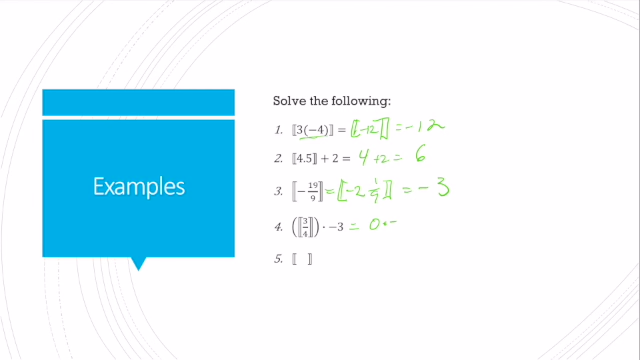 Examples
Solve the following:
1. ⟦3(−4)⟧ = ⟦-12⟧ = -12
2. ⟦4.5⟧ + 2 = 4 + 2 = 6
3. ⟦− 19/9⟧ = ⟦-2 1/9⟧ = -3
4. (⟦3/4⟧) · −3 = 0 · -
5. ⟦ ⟧